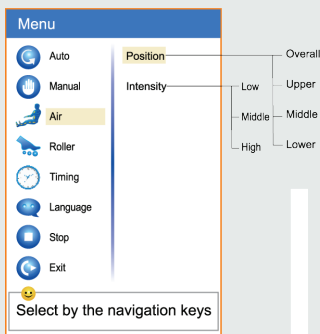 Menu
Auto
Manual
Air
Roller
Timing
Language
Stop
Exit
Position
Intensity
Low
Middle
High
Overall
Upper
Middle
Lower
Select by the navigation keys